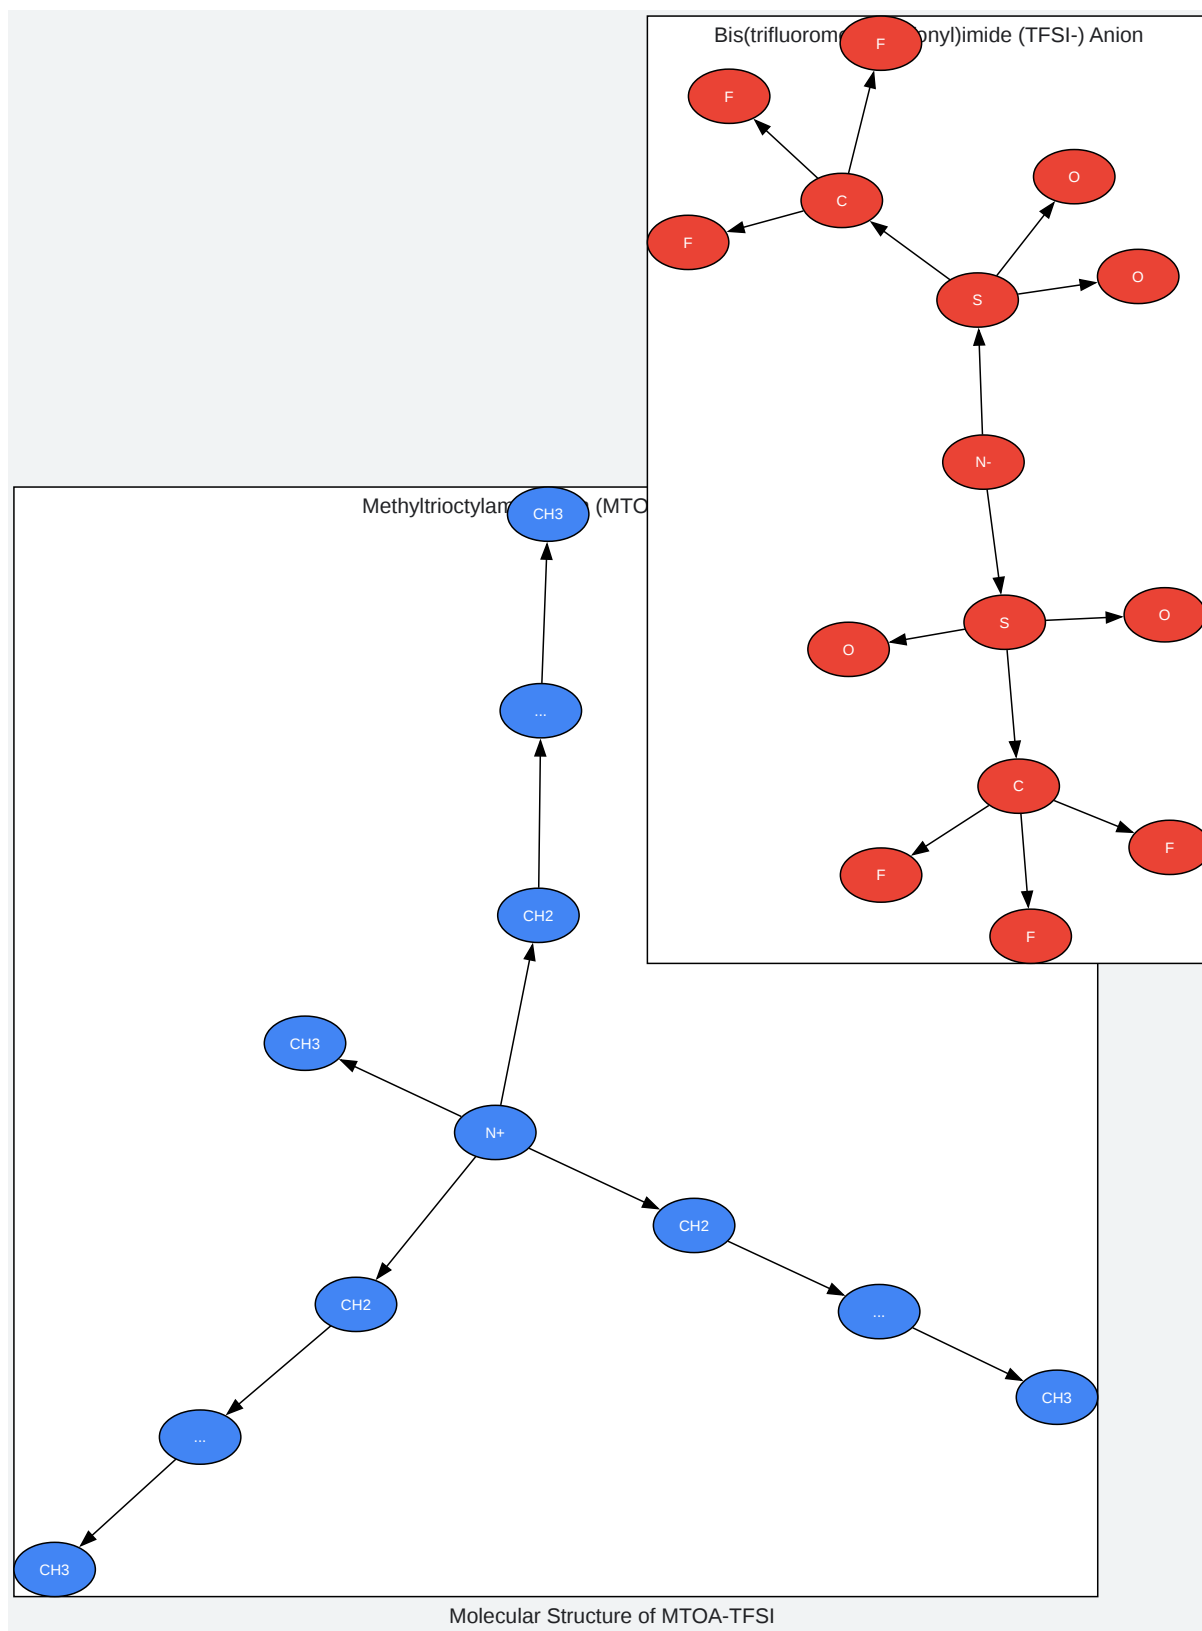 Bis(trifluorom onyl)imide (TFSI-) Anion
F
F
O
C
F
O
S
N-
Methyltrioctylam (MTO
CH3
S
O
O
...
C
F
F
CH2
F
CH3
N+
CH2
CH2
...
CH3
...
CH3
Molecular Structure of MTOA-TFSI